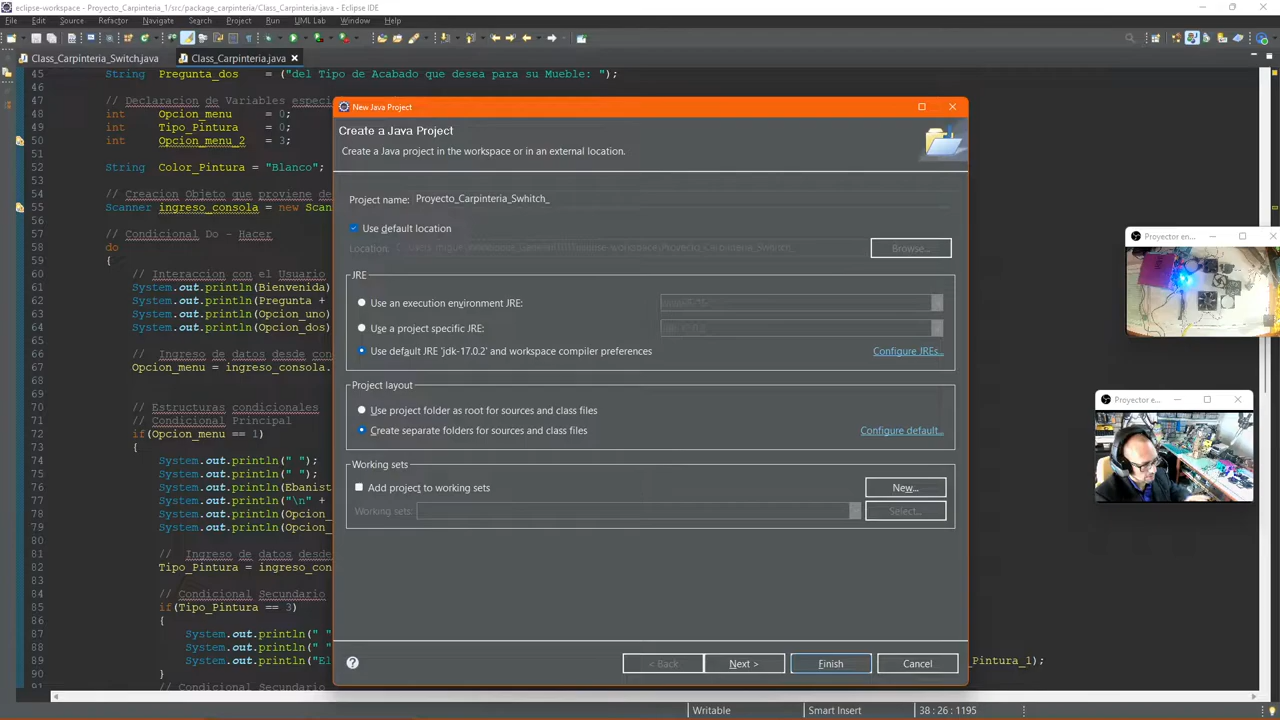 eclipse-workspace - Proyecto_Carpinteria_1/src/package_carpinteria/Class_Carpinteria.java - Eclipse IDE
File Edit Source Refactor Navigate Search Project Run UML Lab Window Help
Class_Carpinteria_Switch.java Class_Carpinteria.java
45 String Pregunta_dos = ("del Tipo de Acabado que desea para su Mueble: ");
46
47 // Declaracion de Variables especi
48 int Opcion_menu = 0;
49 int Tipo_Pintura = 0;
50 int Opcion_menu_2 = 3;
51
52 String Color_Pintura = "Blanco";
53
54 // Creacion Objeto que proviene de
55 Scanner ingreso_consola = new Scan
56
57 // Condicional Do - Hacer
58 do
59 {
60 // Interaccion con el Usuario
61 System.out.println(Bienvenida)
62 System.out.println(Pregunta +
63 System.out.println(Opcion_uno)
64 System.out.println(Opcion_dos)
65
66 // Ingreso de datos desde con
67 Opcion_menu = ingreso_consola.
68
69
70 // Estructuras condicionales
71 // Condicional Principal
72 if(Opcion_menu == 1)
73 {
74 System.out.println(" ");
75 System.out.println(" ");
76 System.out.println(Ebanist
77 System.out.println("\n" +
78 System.out.println(Opcion_
79 System.out.println(Opcion_
80
81 // Ingreso de datos desde
82 Tipo_Pintura = ingreso_con
83
84 // Condicional Secundario
85 if(Tipo_Pintura == 3)
86 {
87 System.out.println(" "
88 System.out.println(" "
89 System.out.println("El _Pintura_1);
90 }
91 // Condicional Secundario
New Java Project
Create a Java Project
Create a Java project in the workspace or in an external location.
Project name: Proyecto_Carpinteria_Swhitch_
Use default location
Location: Browse...
JRE
Use an execution environment JRE:
Use a project specific JRE:
Use default JRE 'jdk-17.0.2' and workspace compiler preferences Configure JREs...
Project layout
Use project folder as root for sources and class files
Create separate folders for sources and class files Configure default...
Working sets
Add project to working sets New...
Working sets: Select...
< Back Next > Finish Cancel
Proyector en...
Proyector e...
Writable Smart Insert 38 : 26 : 1195